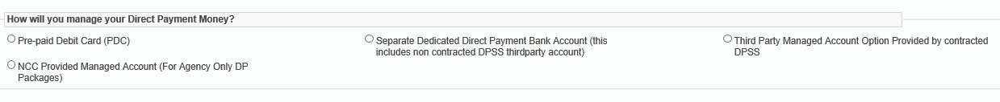 How will you manage your Direct Payment Money?
Pre-paid Debit Card (PDC)
Separate Dedicated Direct Payment Bank Account (this
includes non contracted DPSS thirdparty account)
Third Party Managed Account Option Provided by contracted
DPSS
NCC Provided Managed Account (For Agency Only DP
Packages)